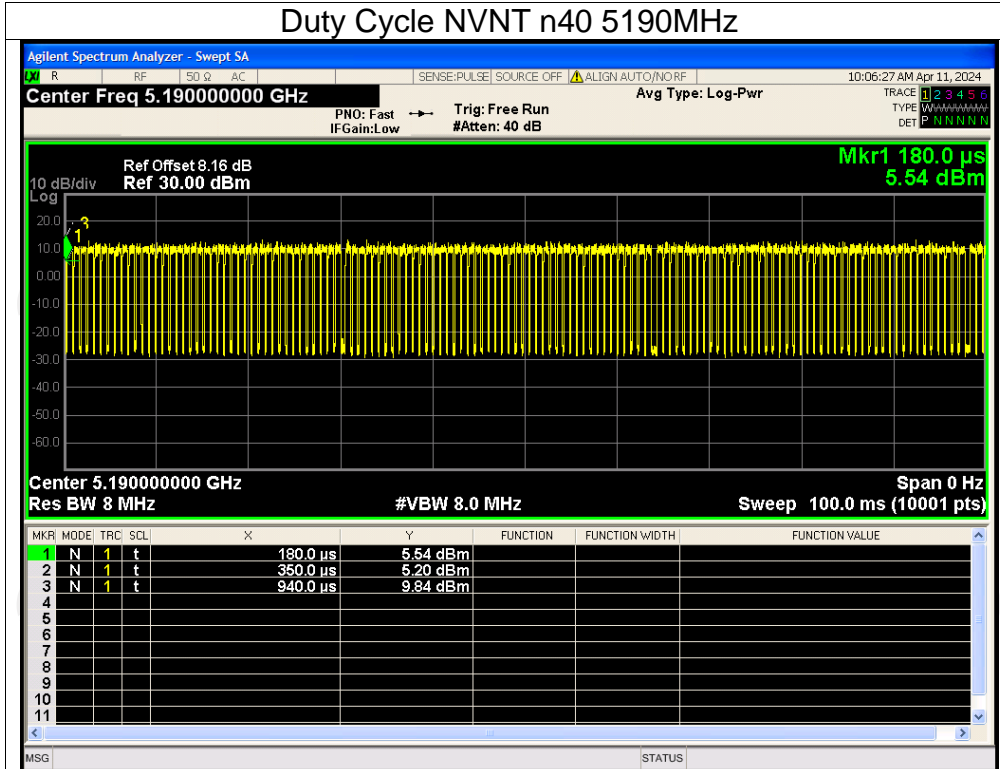 Duty Cycle NVNT n40 5190MHz
Agilent Spectrum Analyzer - Swept SA
LXI R RF 50 Ω AC SENSE:PULSE SOURCE OFF ALIGN AUTO/NO RF 10:06:27 AM Apr 11, 2024
Center Freq 5.190000000 GHz Avg Type: Log-Pwr TRACE 1 2 3 4 5 6
PNO: Fast Trig: Free Run TYPE
IFGain:Low #Atten: 40 dB DET P N N N N N
Mkr1 180.0 µs
Ref Offset 8.16 dB 5.54 dBm
10 dB/div Ref 30.00 dBm
Log
20.0
3
1
10.0
0.00
-10.0
-20.0
-30.0
-40.0
-50.0
-60.0
Center 5.190000000 GHz Span 0 Hz
Res BW 8 MHz #VBW 8.0 MHz Sweep 100.0 ms (10001 pts)
MKR MODE TRC SCL X Y FUNCTION FUNCTION WIDTH FUNCTION VALUE
1 N 1 t 180.0 µs 5.54 dBm
2 N 1 t 350.0 µs 5.20 dBm
3 N 1 t 940.0 µs 9.84 dBm
4
5
6
7
8
9
10
11
MSG STATUS